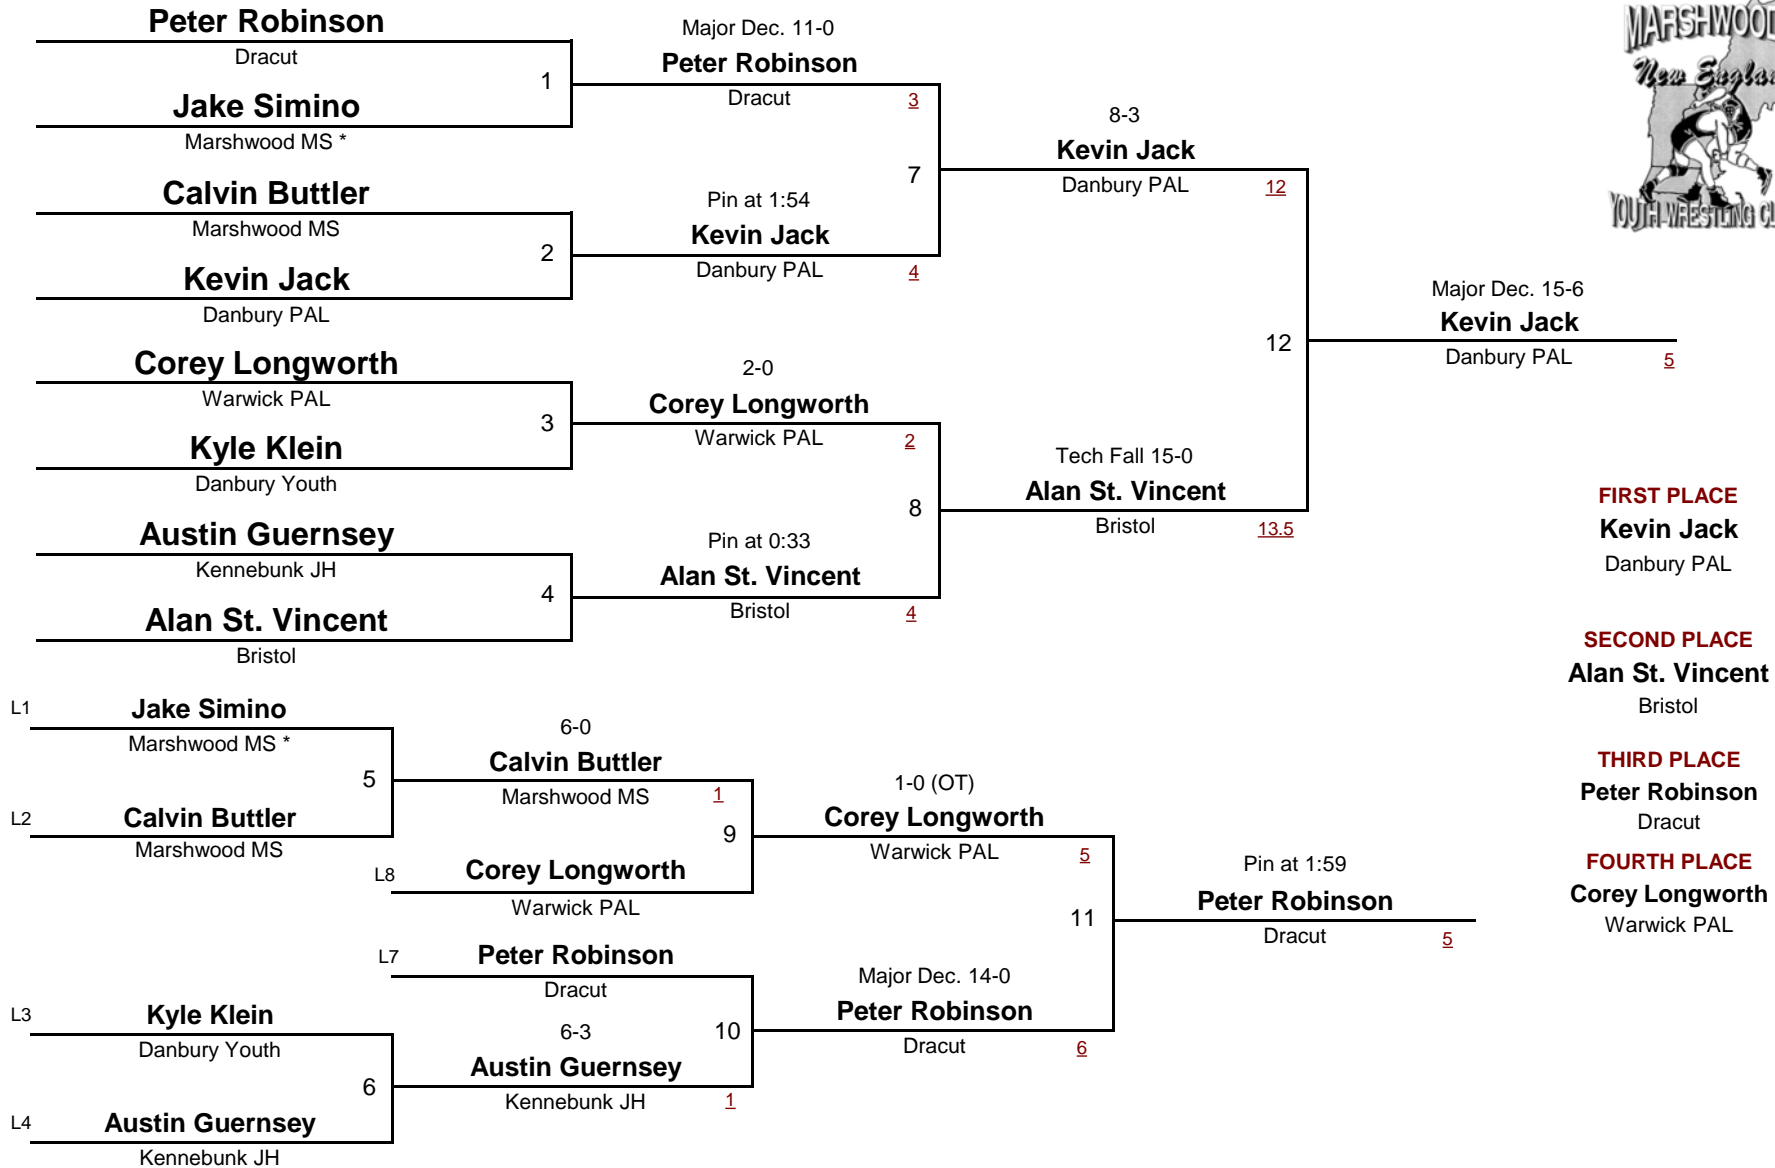 Peter Robinson
Dracut
1
Jake Simino
Marshwood MS *
Calvin Buttler
Marshwood MS
2
Kevin Jack
Danbury PAL
Corey Longworth
Warwick PAL
3
Kyle Klein
Danbury Youth
Austin Guernsey
Kennebunk JH
4
Alan St. Vincent
Bristol
Major Dec. 11-0
Peter Robinson
Dracut
3
7
Pin at 1:54
Kevin Jack
Danbury PAL
4
2-0
Corey Longworth
Warwick PAL
2
8
Pin at 0:33
Alan St. Vincent
Bristol
4
8-3
Kevin Jack
Danbury PAL
12
12
Tech Fall 15-0
Alan St. Vincent
Bristol
13.5
Major Dec. 15-6
Kevin Jack
Danbury PAL
5
MARSHWOOD
New England
YOUTH WRESTLING
FIRST PLACE
Kevin Jack
Danbury PAL
SECOND PLACE
Alan St. Vincent
Bristol
THIRD PLACE
Peter Robinson
Dracut
FOURTH PLACE
Corey Longworth
Warwick PAL
L1
Jake Simino
Marshwood MS *
5
L2
Calvin Buttler
Marshwood MS
6-0
Calvin Buttler
Marshwood MS
1
9
L8
Corey Longworth
Warwick PAL
L7
Peter Robinson
Dracut
10
L3
Kyle Klein
Danbury Youth
6
L4
Austin Guernsey
Kennebunk JH
6-3
Austin Guernsey
Kennebunk JH
1
1-0 (OT)
Corey Longworth
Warwick PAL
5
11
Major Dec. 14-0
Peter Robinson
Dracut
6
Pin at 1:59
Peter Robinson
Dracut
5